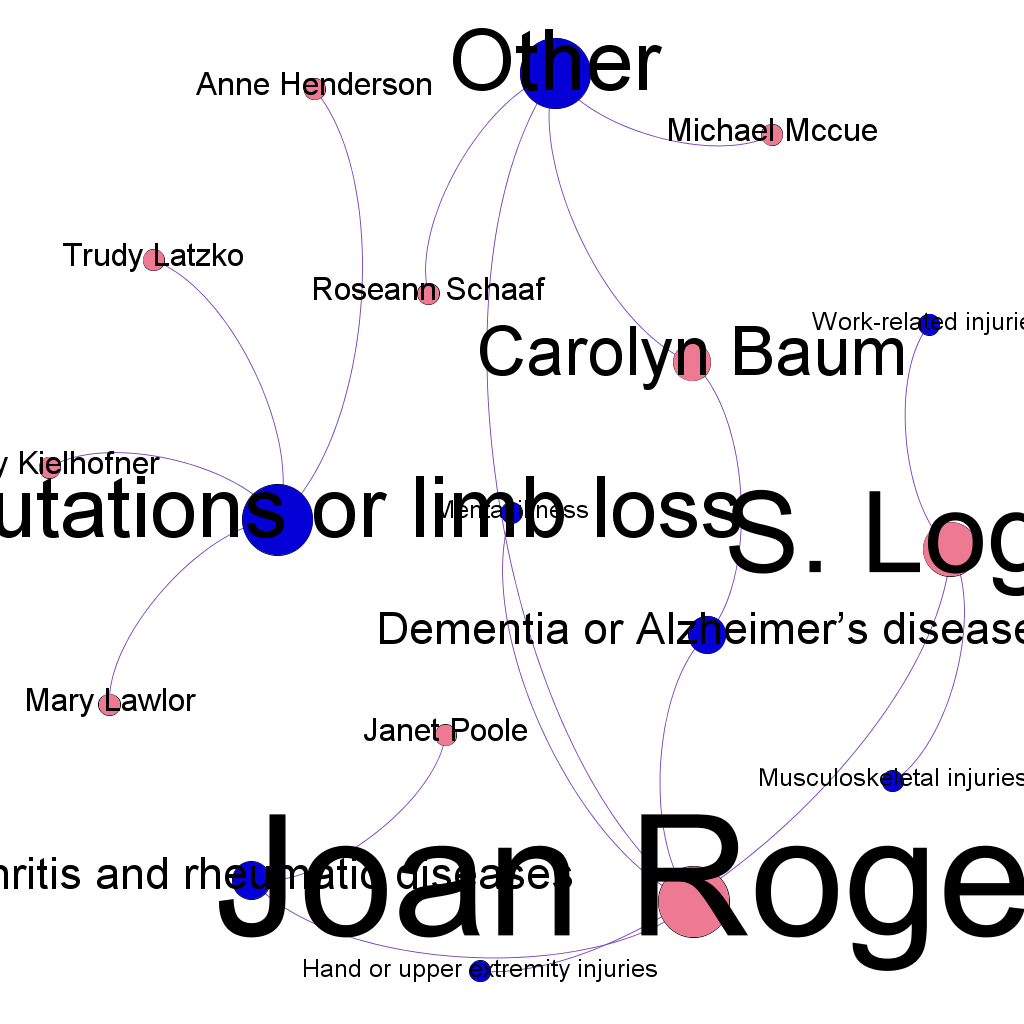 Other
Anne Henderson
Michael Mccue
Trudy Latzko
Roseann Schaaf
Work-related injurie
Carolyn Baum
y Kielhofner
utations or limb loss
Mental illness
S. Log
Dementia or Alzheimer’s disease
Mary Lawlor
Janet Poole
Musculoskeletal injuries
Joan Roge
hritis and rheumatic diseases
Hand or upper extremity injuries